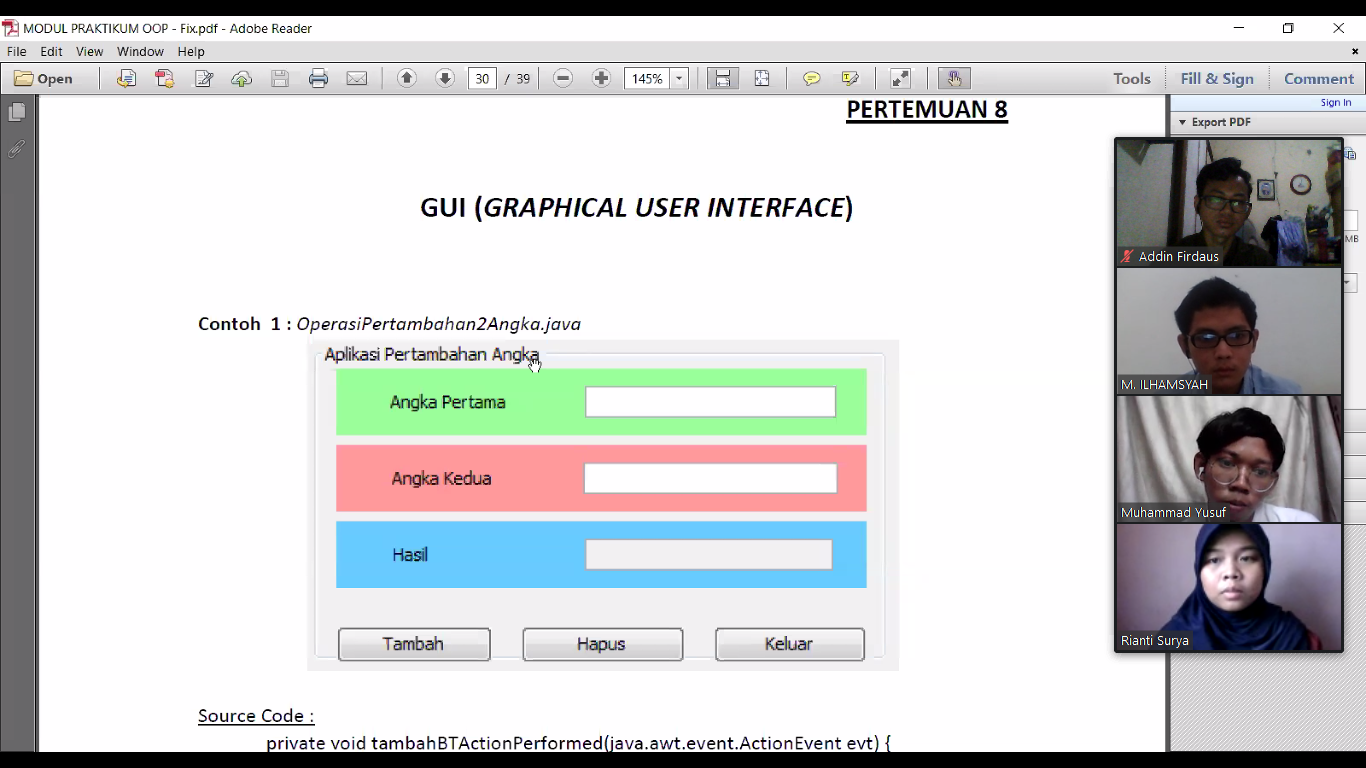 MODUL PRAKTIKUM OOP - Fix.pdf - Adobe Reader
File Edit View Window Help
Open 30 / 39 145% Tools Fill & Sign Comment
Sign In
Export PDF
PERTEMUAN 8
GUI (GRAPHICAL USER INTERFACE)
Contoh 1 : OperasiPertambahan2Angka.java
Aplikasi Pertambahan Angka
Angka Pertama
Angka Kedua
Hasil
Tambah Hapus Keluar
Source Code :
private void tambahBTActionPerformed(java.awt.event.ActionEvent evt) {
MB
Addin Firdaus
M. ILHAMSYAH
Muhammad Yusuf
Rianti Surya